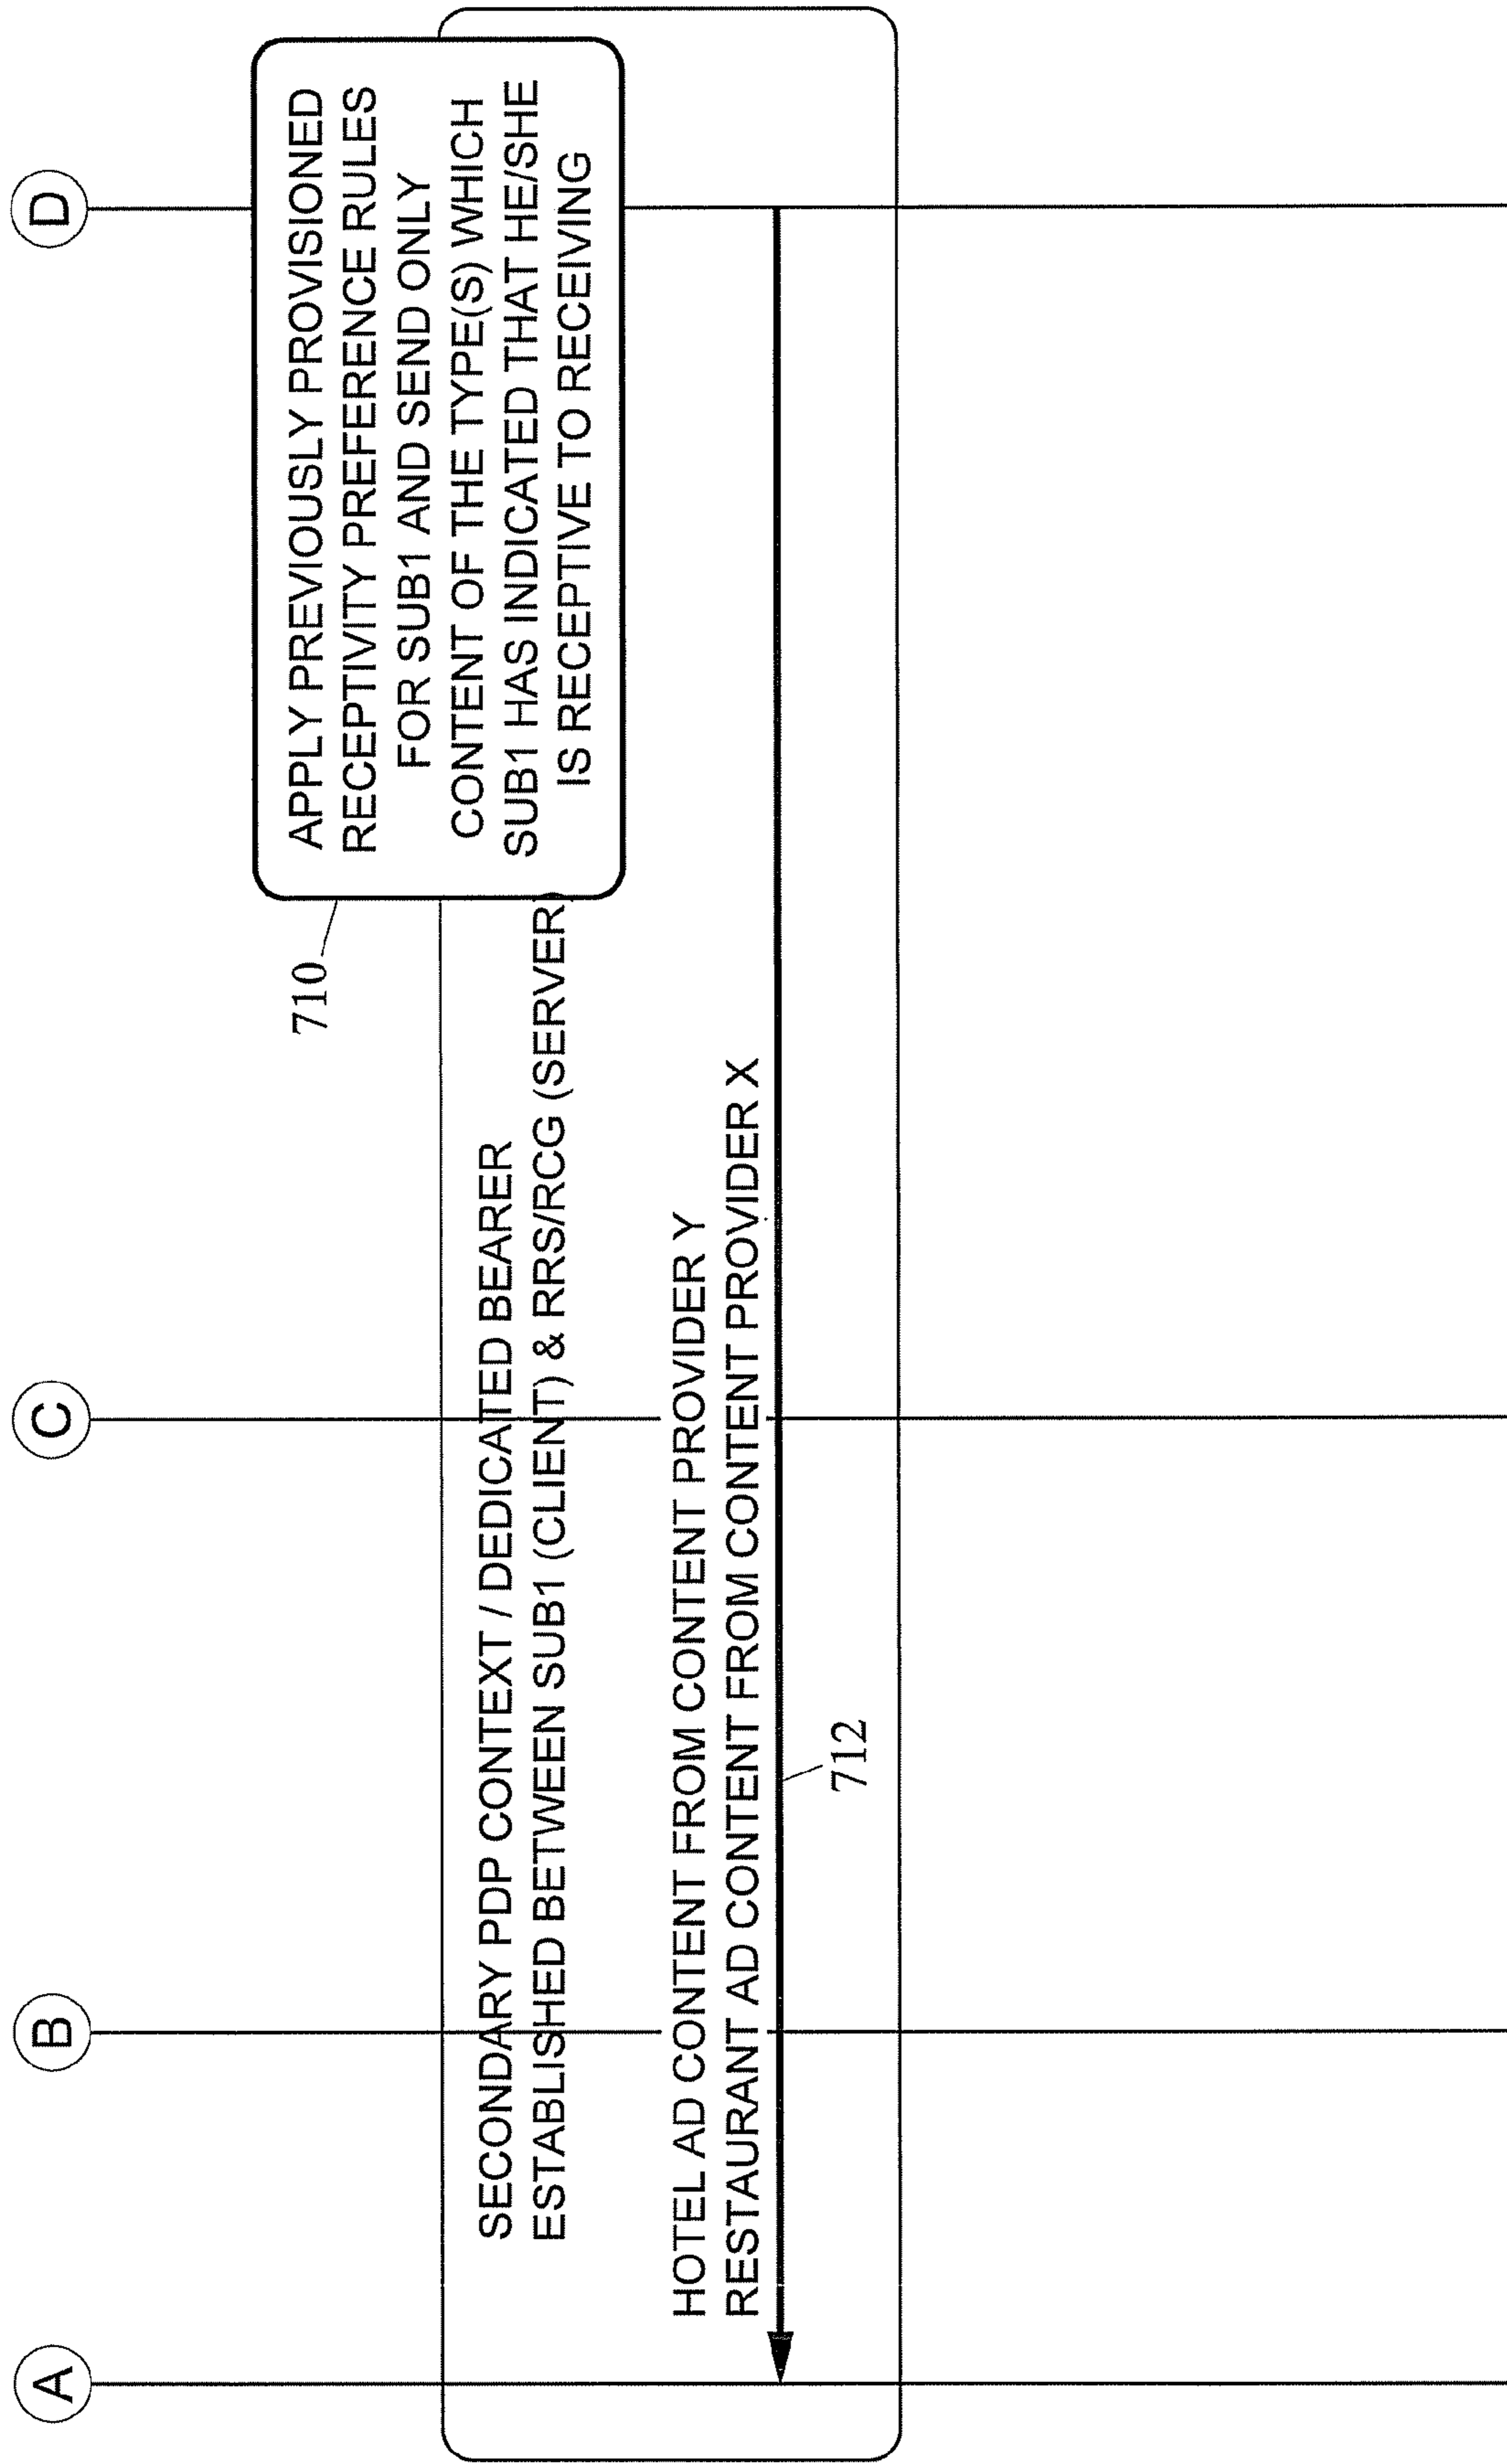 A
B
C
D
APPLY PREVIOUSLY PROVISIONED
RECEPTIVITY PREFERENCE RULES
FOR SUB1 AND SEND ONLY
CONTENT OF THE TYPE(S) WHICH
SUB1 HAS INDICATED THAT HE/SHE
IS RECEPTIVE TO RECEIVING
710
SECONDARY PDP CONTEXT / DEDICATED BEARER
ESTABLISHED BETWEEN SUB1 (CLIENT) & RRS/RCG (SERVER)
HOTEL AD CONTENT FROM CONTENT PROVIDER Y
RESTAURANT AD CONTENT FROM CONTENT PROVIDER X
712